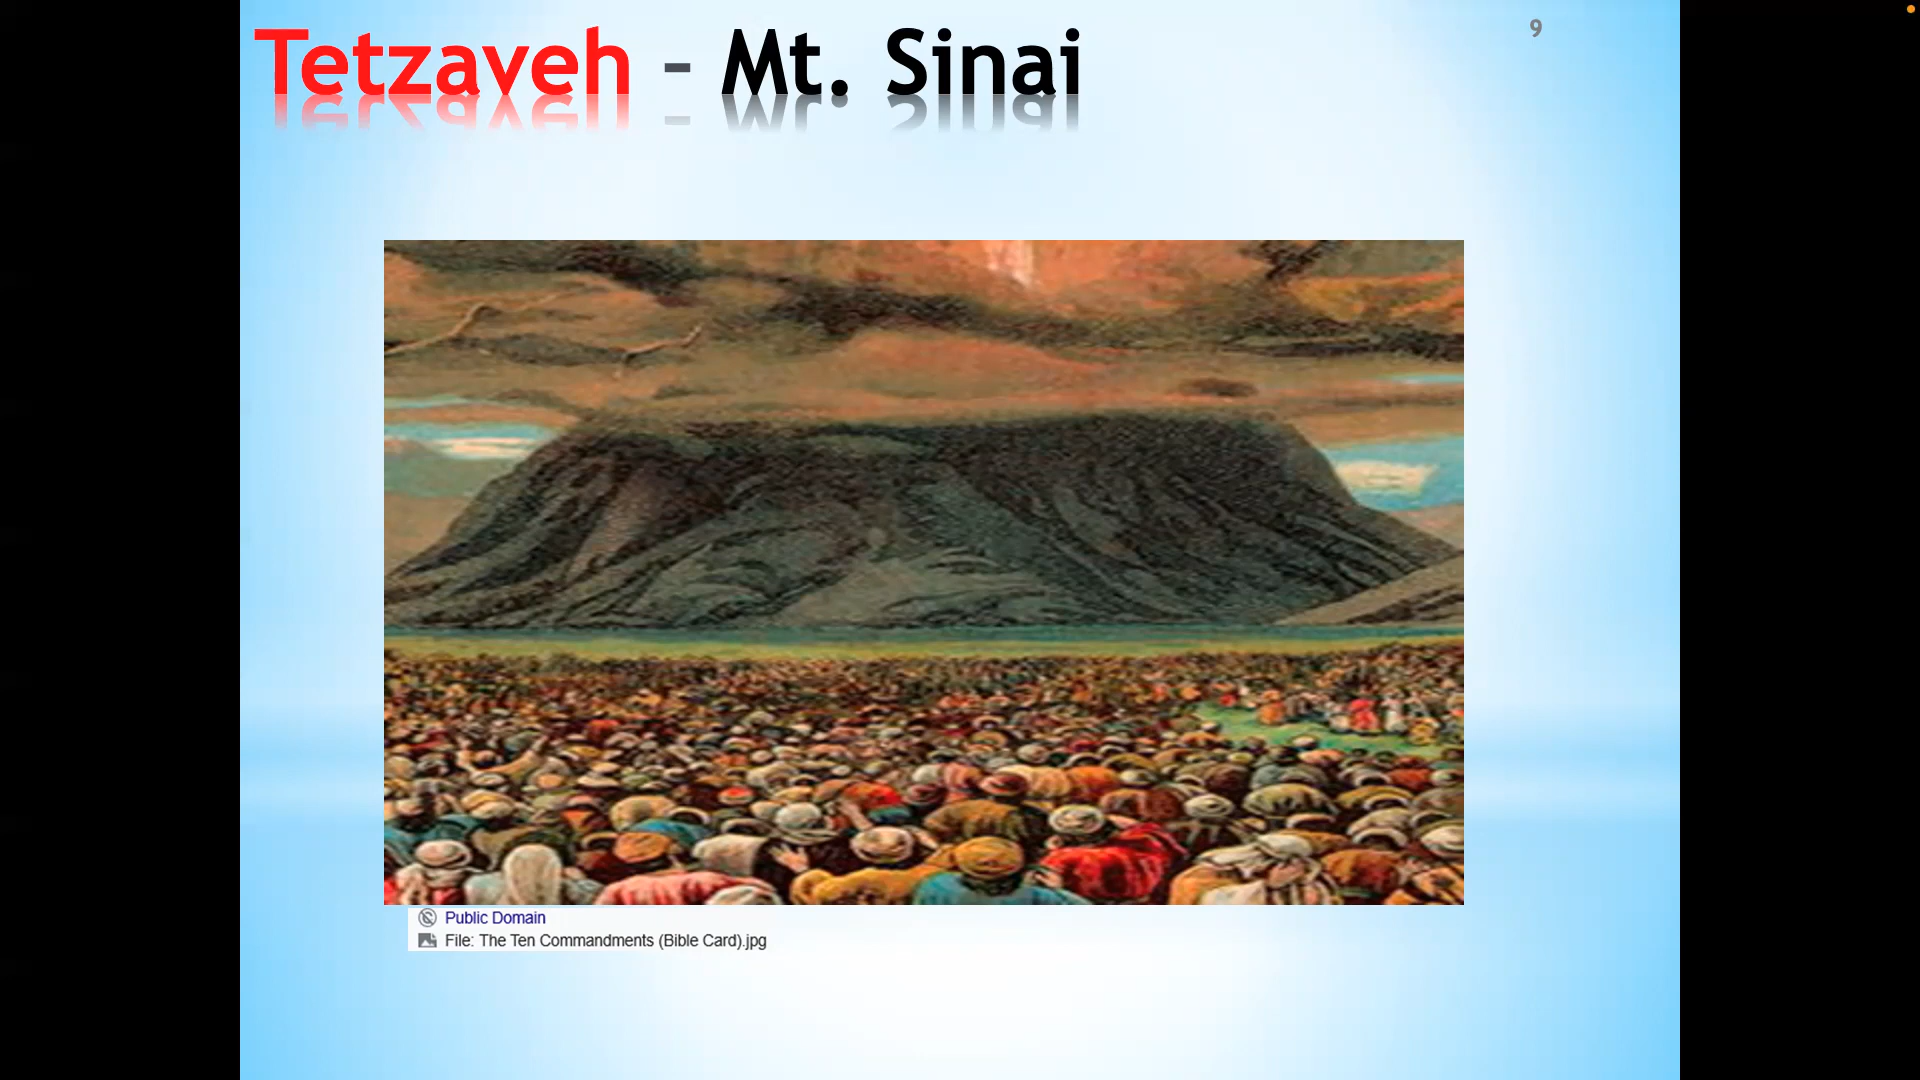 Tetzaveh - Mt. Sinai
9
Public Domain
File: The Ten Commandments (Bible Card).jpg